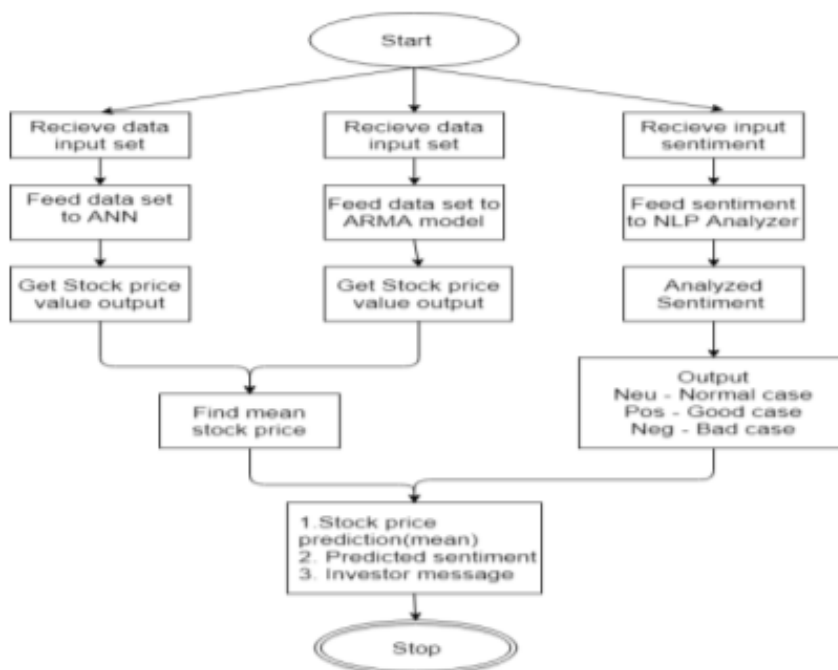 Start
Recieve data
input set
Recieve data
input set
Recieve input
sentiment
Feed data set
to ANN
Feed data set to
ARMA model
Feed sentiment
to NLP Analyzer
Get Stock price
value output
Get Stock price
value output
Analyzed
Sentiment
Find mean
stock price
Output
Neu - Normal case
Pos - Good case
Neg - Bad case
1.Stock price
prediction(mean)
2. Predicted sentiment
3. Investor message
Stop